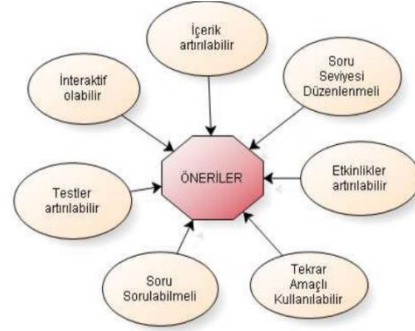 İçerik
artırılabilir
İnteraktif
olabilir
Soru
Seviyesi
Düzenlenmeli
ÖNERİLER
Testler
artırılabilir
Etkinlikler
artırılabilir
Soru
Sorulabilmeli
Tekrar
Amaçlı
Kullanılabilir